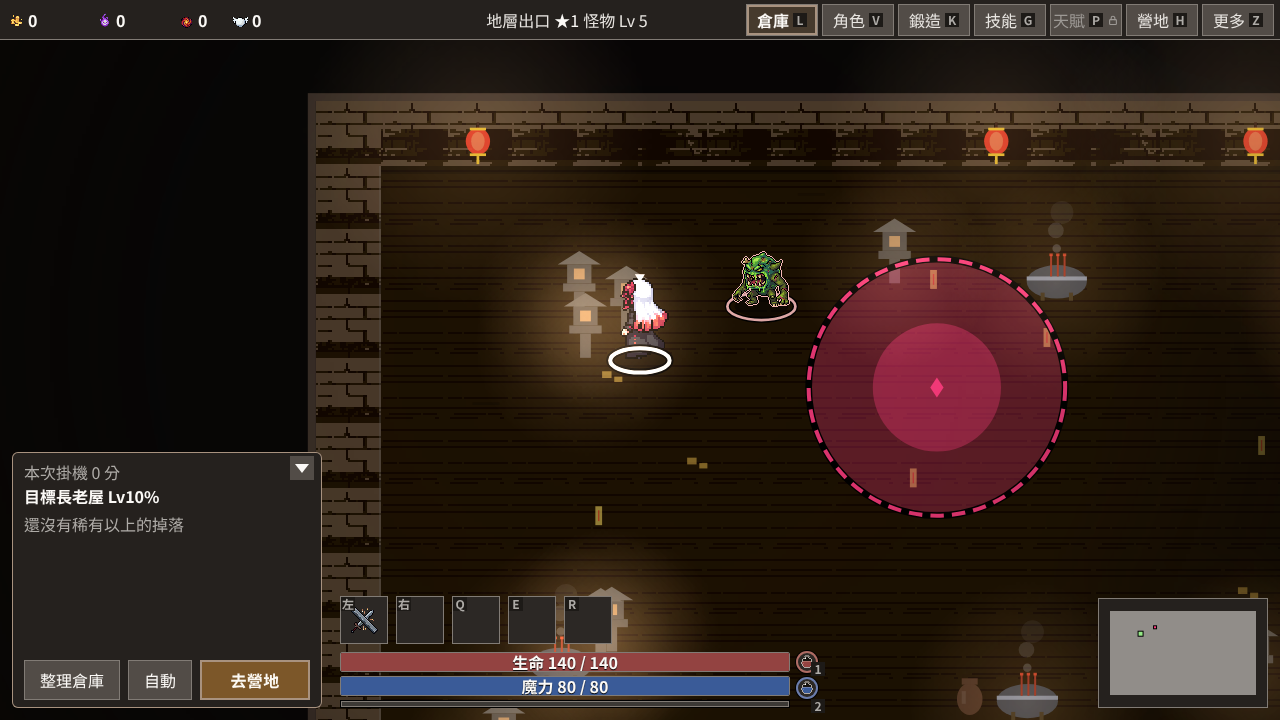 0
0
0
0
地層出口 ★1 怪物 Lv 5
倉庫 L
角色 V
鍛造 K
技能 G
天賦 P
營地 H
更多 Z
本次掛機 0 分
目標長老屋 Lv10%
還沒有稀有以上的掉落
整理倉庫
自動
去營地
左
右
Q
E
R
生命 140 / 140
1
魔力 80 / 80
2